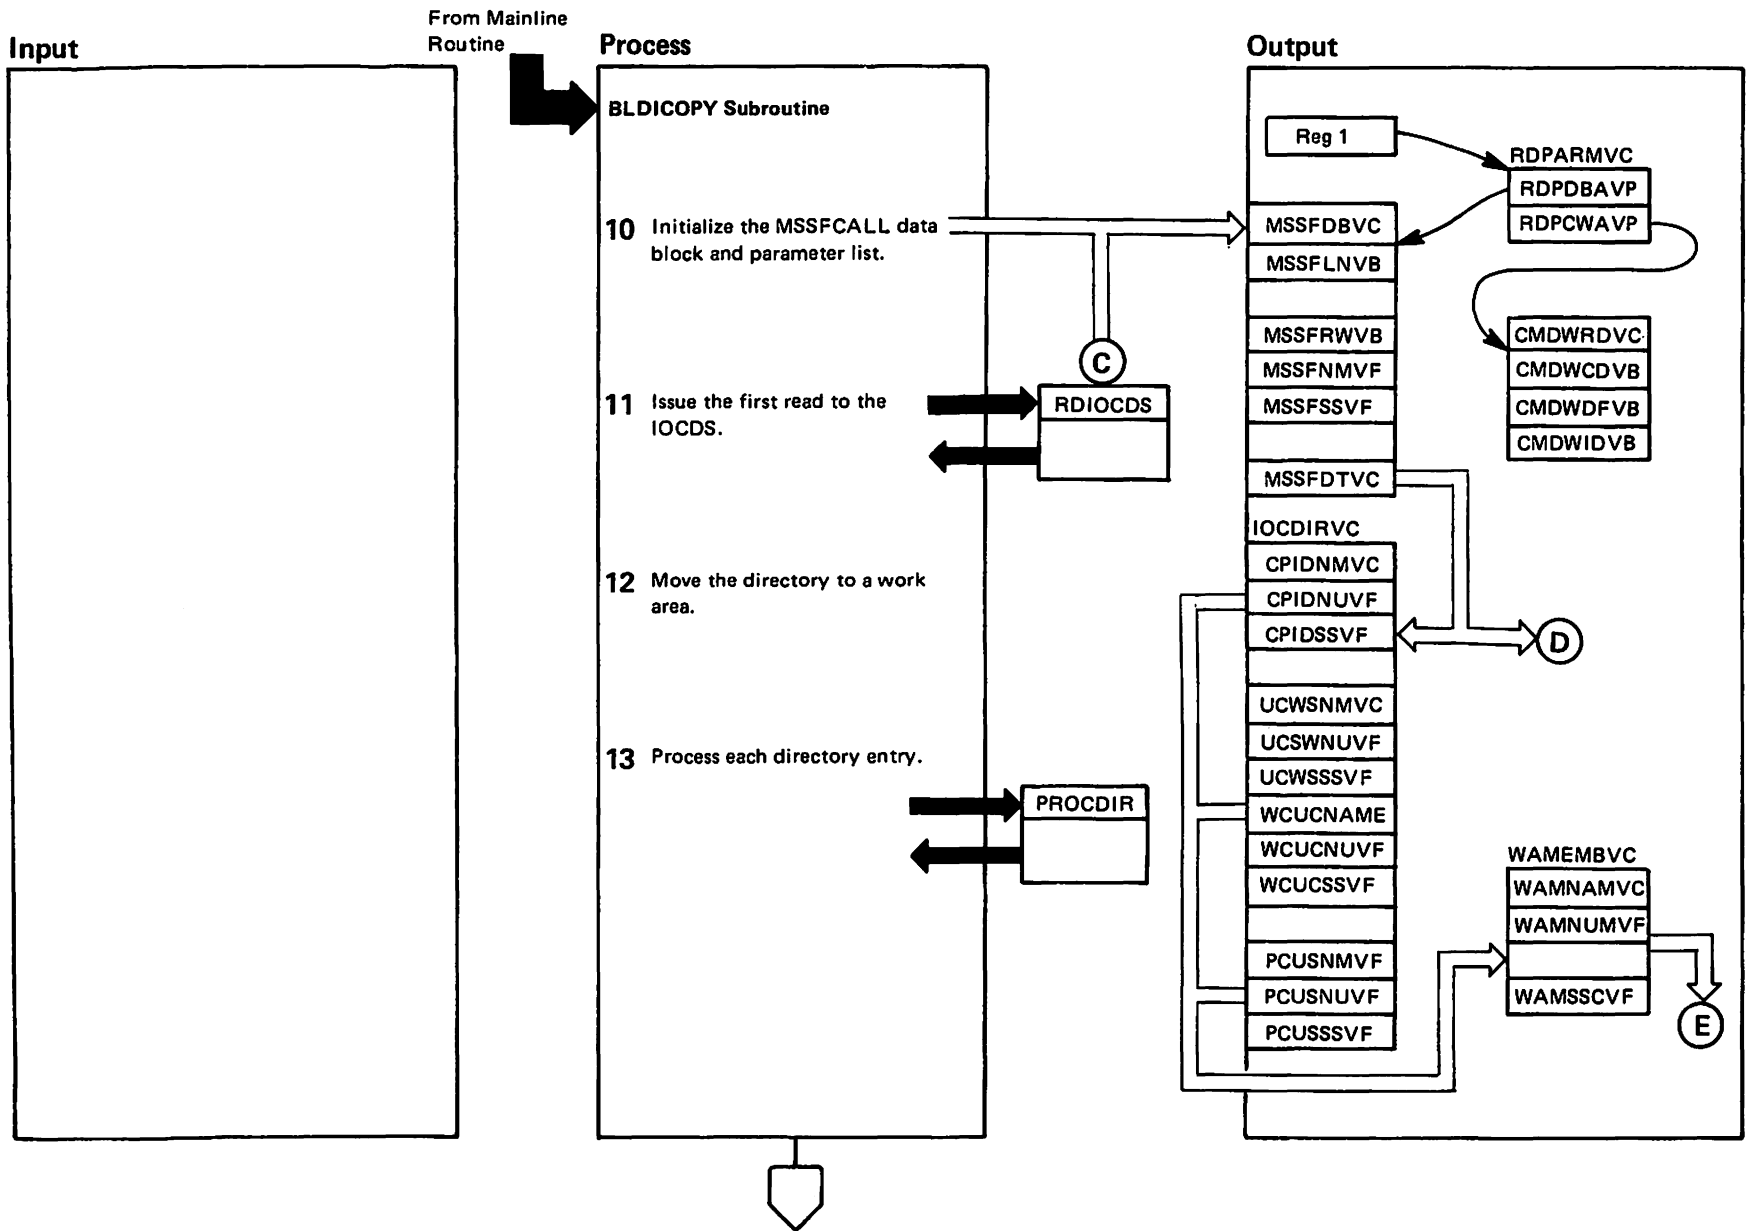 From Mainline
Routine
Input
Process
Output
BLDICOPY Subroutine
10 Initialize the MSSFCALL data
block and parameter list.
C
11 Issue the first read to the
IOCDS.
RDIOCDS
12 Move the directory to a work
area.
13 Process each directory entry.
PROCDIR
Reg 1
RDPARMVC
RDPDBAVP
RDPCWAVP
MSSFDBVC
MSSFLNVB
MSSFRWVB
MSSFNMVF
MSSFSSVF
MSSFDTVC
CMDWRDVC
CMDWCDVB
CMDWDFVB
CMDWIDVB
IOCDIRVC
CPIDNMVC
CPIDNUVF
CPIDSSVF
D
UCWSNMVC
UCSWNUVF
UCWSSSVF
WCUCNAME
WCUCNUVF
WCUCSSVF
PCUSNMVF
PCUSNUVF
PCUSSSVF
WAMEMBVC
WAMNAMVC
WAMNUMVF
WAMSSCVF
E